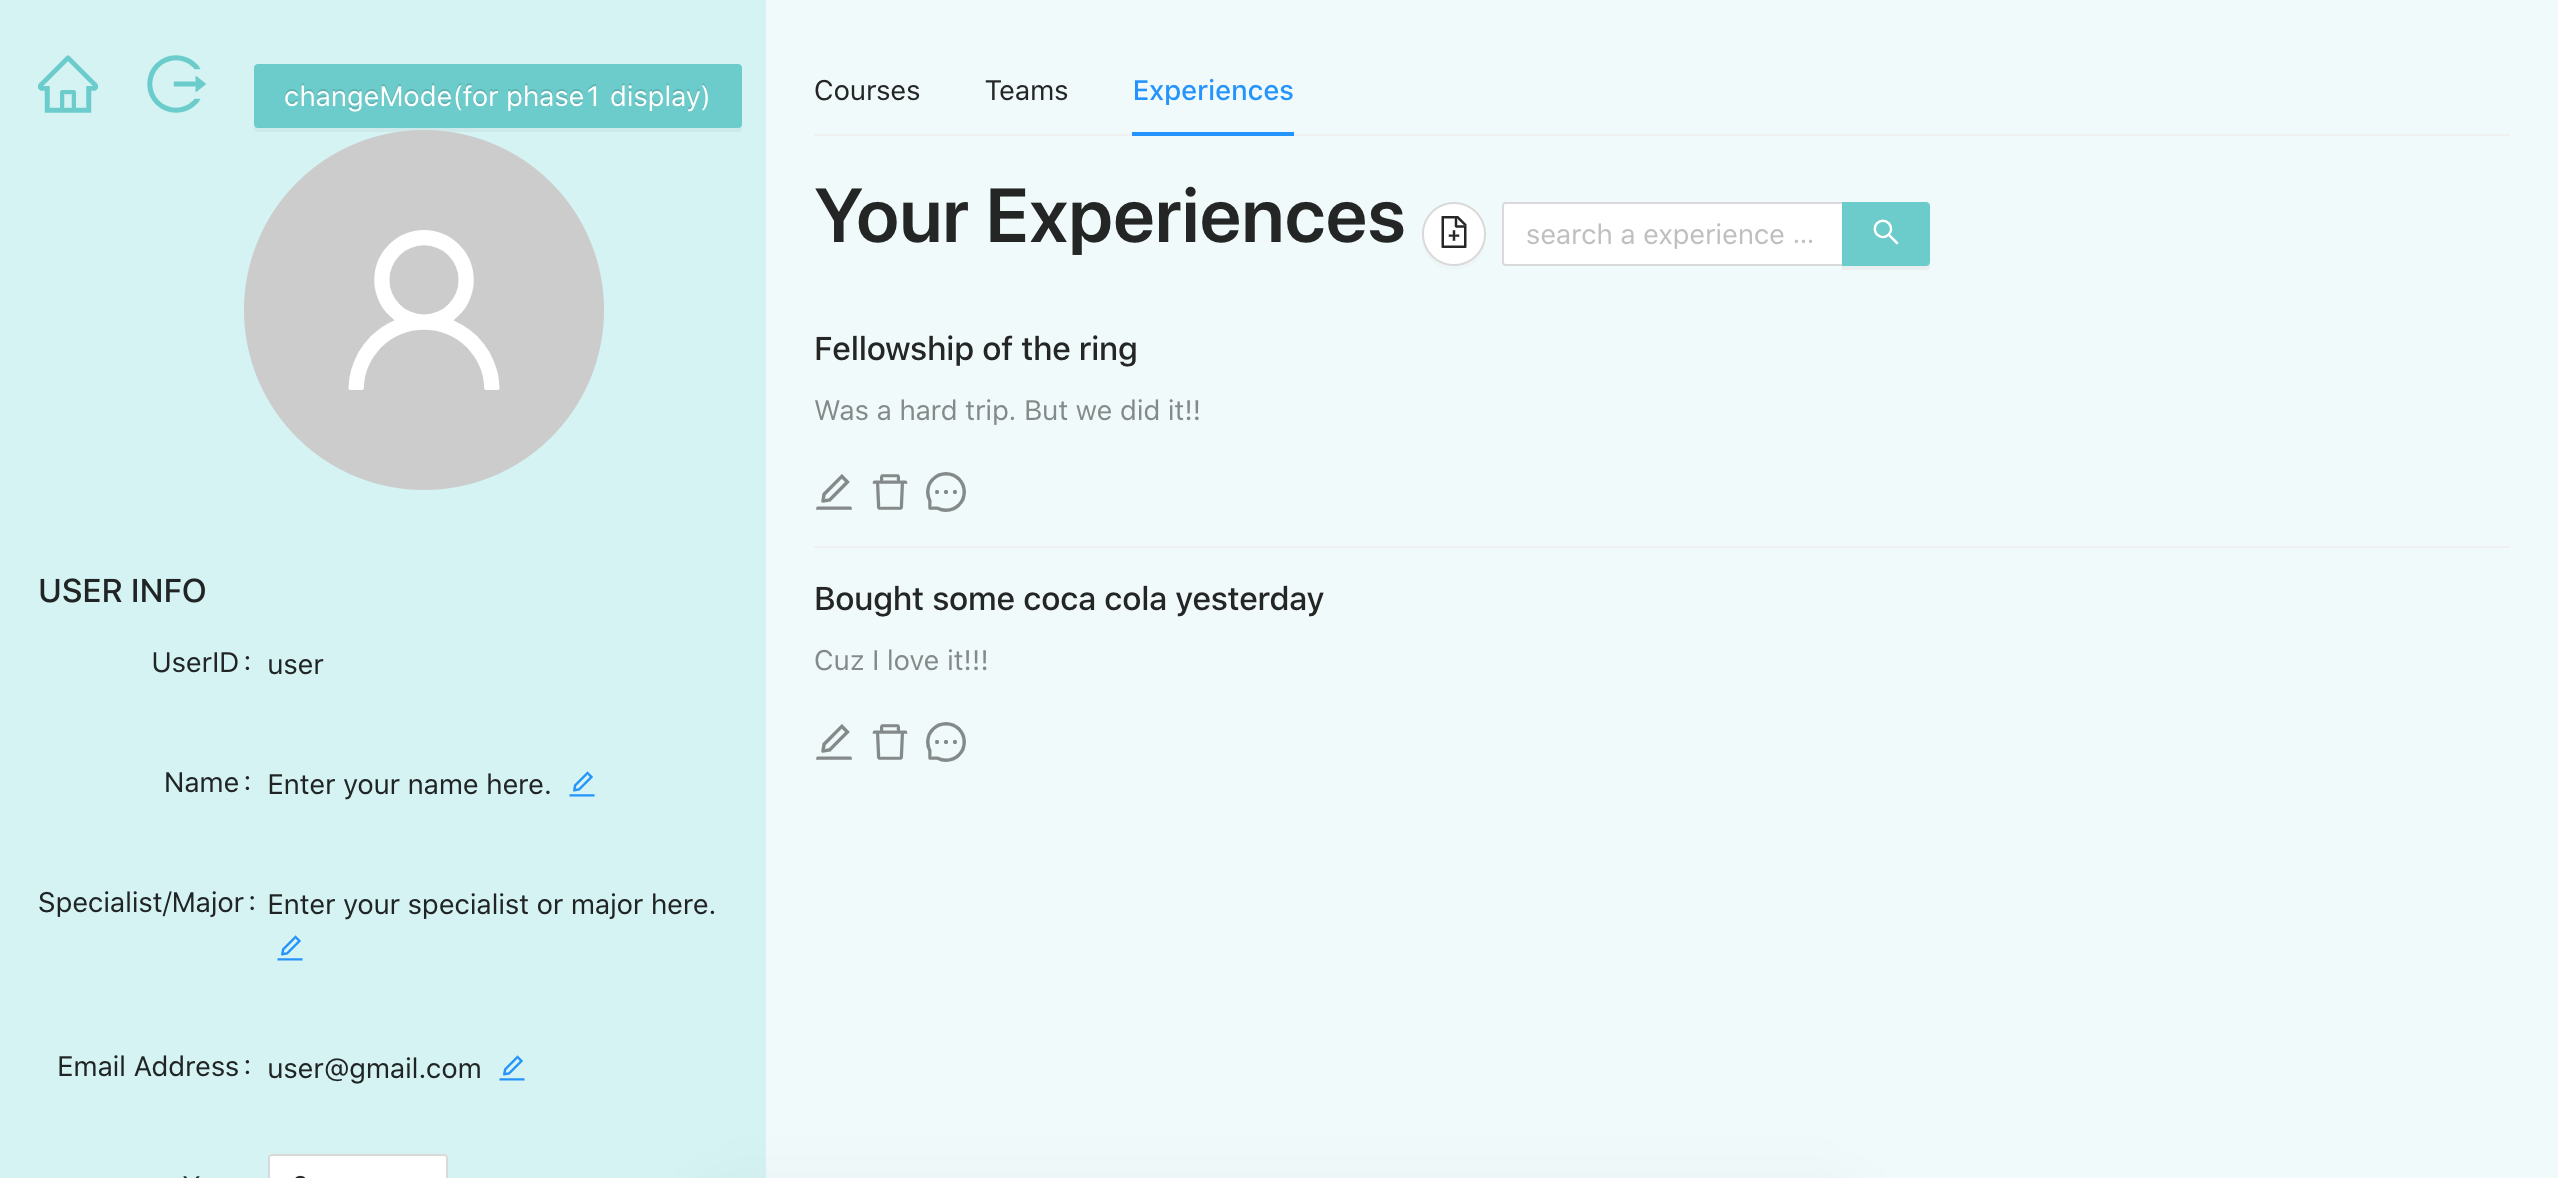 changeMode(for phase1 display)
USER INFO
UserID: user
Name: Enter your name here.
Specialist/Major: Enter your specialist or major here.
Email Address: user@gmail.com
Courses
Teams
Experiences
Your Experiences
search a experience ...
Fellowship of the ring
Was a hard trip. But we did it!!
Bought some coca cola yesterday
Cuz I love it!!!